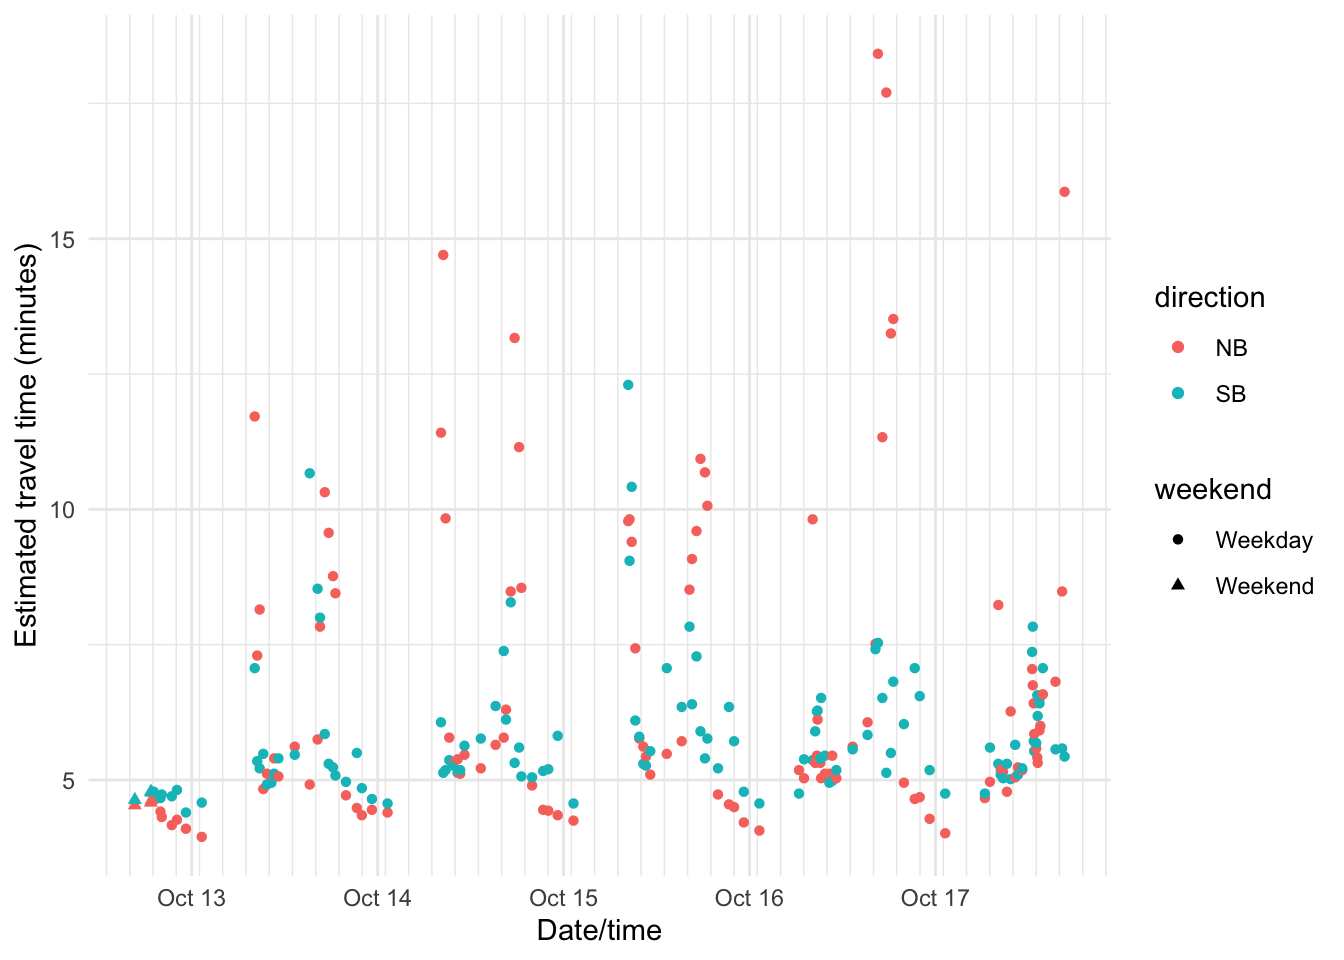 Estimated travel time (minutes)
15
10
5
Oct 13
Oct 14
Oct 15
Oct 16
Oct 17
Date/time
direction
NB
SB
weekend
Weekday
Weekend